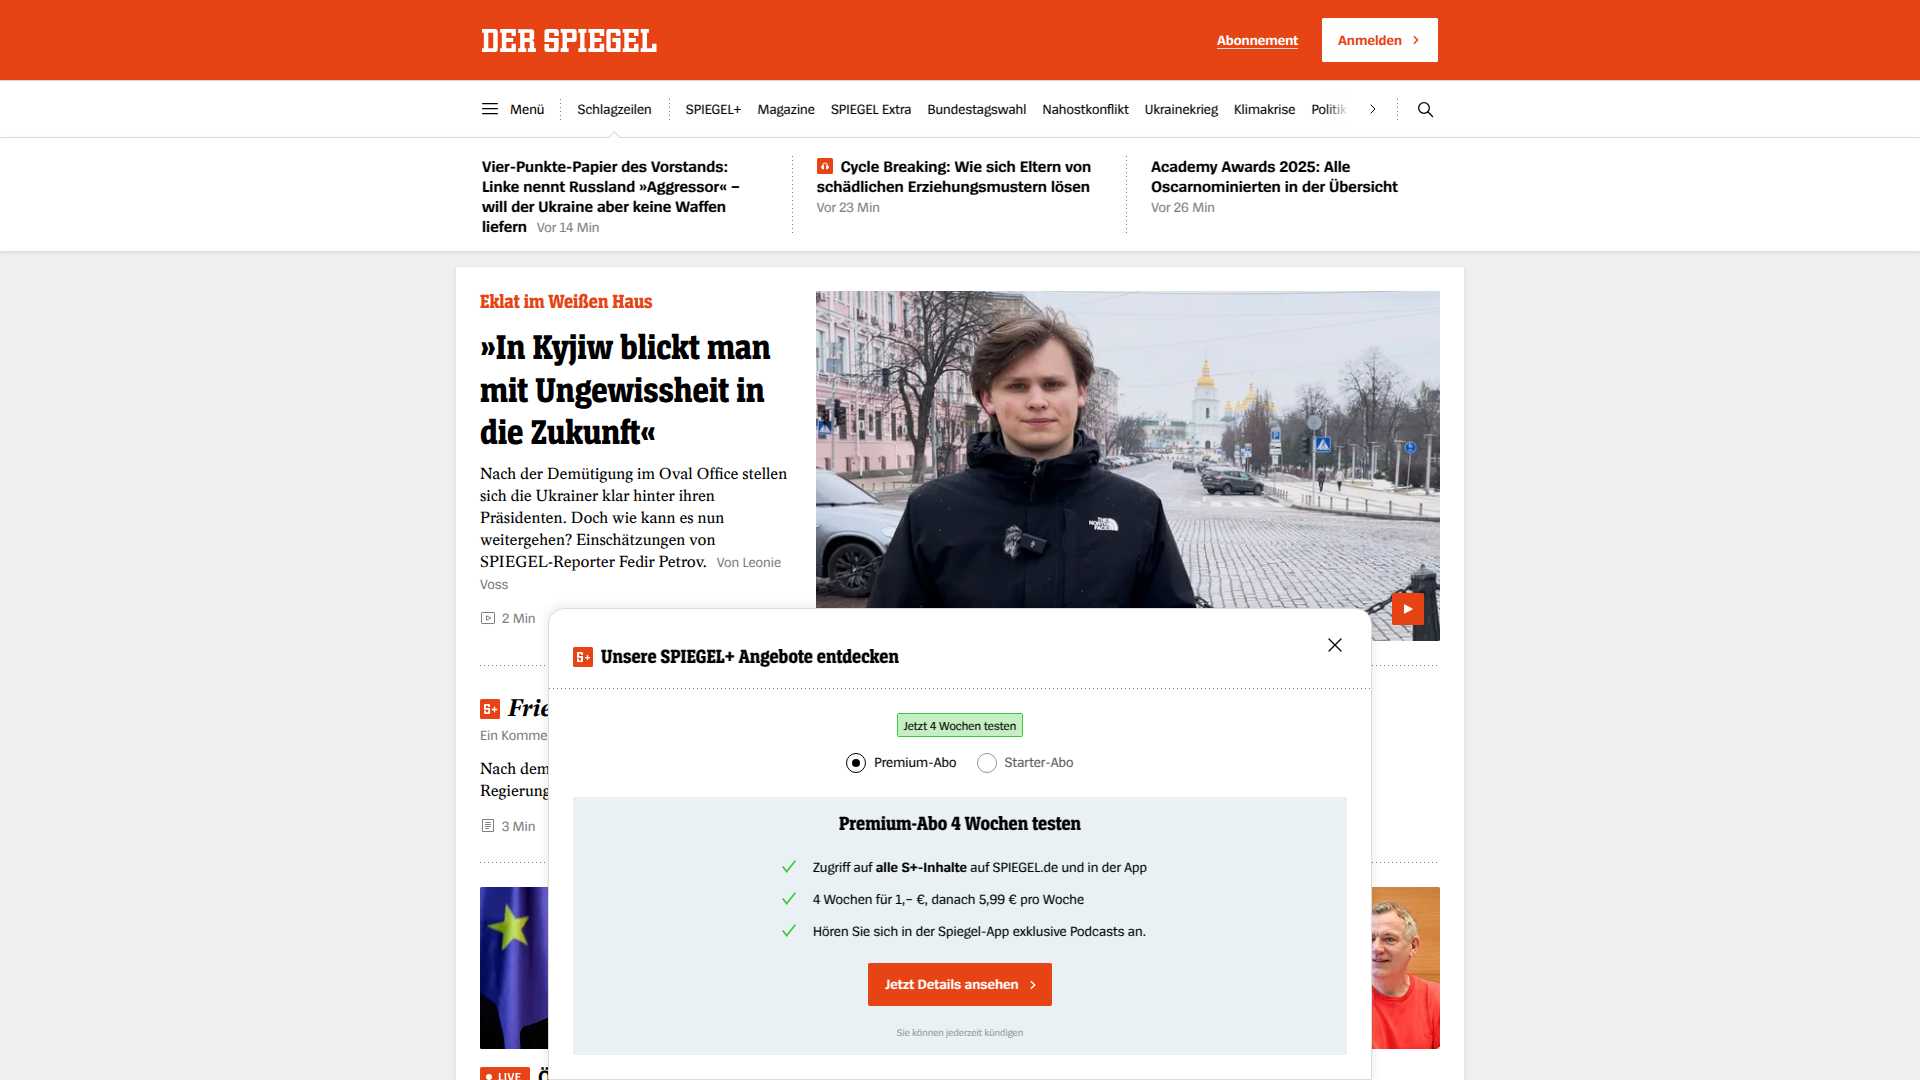 DER SPIEGEL
Abonnement
Anmelden
Menü
Schlagzeilen
SPIEGEL+
Magazine
SPIEGEL Extra
Bundestagswahl
Nahostkonflikt
Ukrainekrieg
Klimakrise
Politik
Vier-Punkte-Papier des Vorstands:
Linke nennt Russland »Aggressor« –
will der Ukraine aber keine Waffen
liefern Vor 14 Min
Cycle Breaking: Wie sich Eltern von
schädlichen Erziehungsmustern lösen
Vor 23 Min
Academy Awards 2025: Alle
Oscarnominierten in der Übersicht
Vor 26 Min
Eklat im Weißen Haus
»In Kyjiw blickt man
mit Ungewissheit in
die Zukunft«
Nach der Demütigung im Oval Office stellen
sich die Ukrainer klar hinter ihren
Präsidenten. Doch wie kann es nun
weitergehen? Einschätzungen von
SPIEGEL-Reporter Fedir Petrov. Von Leonie
Voss
2 Min
THE NORTH FACE
S+ Unsere SPIEGEL+ Angebote entdecken
Jetzt 4 Wochen testen
Premium-Abo
Starter-Abo
Premium-Abo 4 Wochen testen
Zugriff auf alle S+-Inhalte auf SPIEGEL.de und in der App
4 Wochen für 1,– €, danach 5,99 € pro Woche
Hören Sie sich in der Spiegel-App exklusive Podcasts an.
Jetzt Details ansehen
Sie können jederzeit kündigen
S+ Frie
Ein Komme
Nach dem
Regierung
3 Min
LIVE Ö